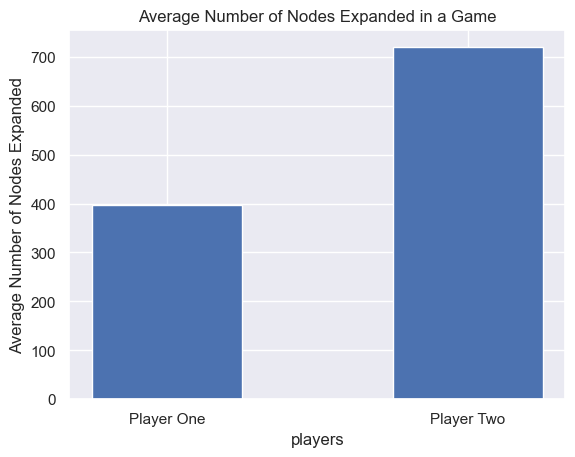 Average Number of Nodes Expanded in a Game
Average Number of Nodes Expanded
700
600
500
400
300
200
100
0
Player One
Player Two
players